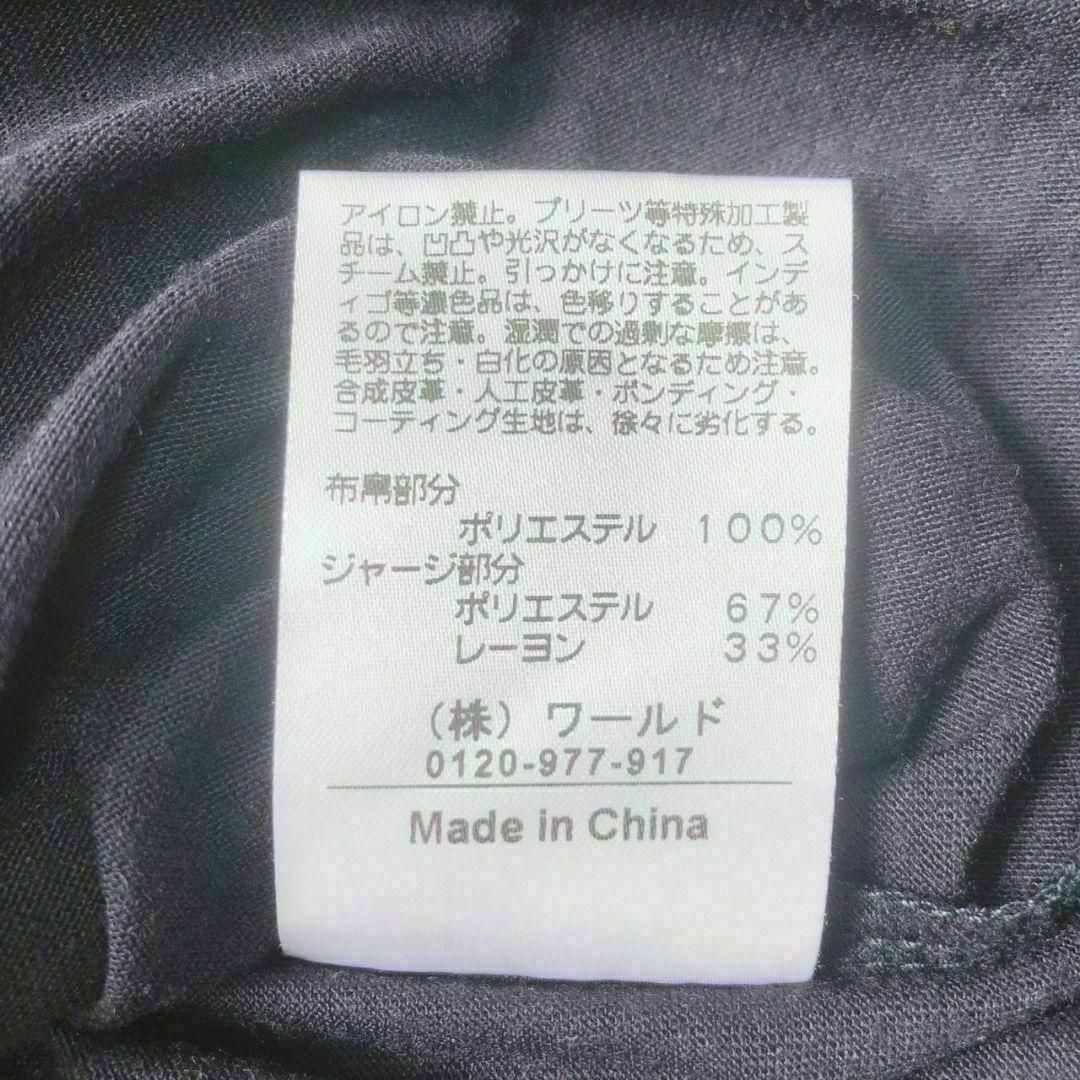 アイロン禁止。プリーツ等特殊加工製
品は、凹凸や光沢がなくなるため、ス
チーム禁止。引っかけに注意。インデ
ィゴ等濃色品は、色移りすることがあ
るので注意。湿潤での過剰な摩擦は、
毛羽立ち・白化の原因となるため注意。
合成皮革・人工皮革・ボンディング・
コーティング生地は、徐々に劣化する。
布帛部分
ポリエステル 100%
ジャージ部分
ポリエステル 67%
レーヨン 33%
(株) ワールド
0120-977-917
Made in China